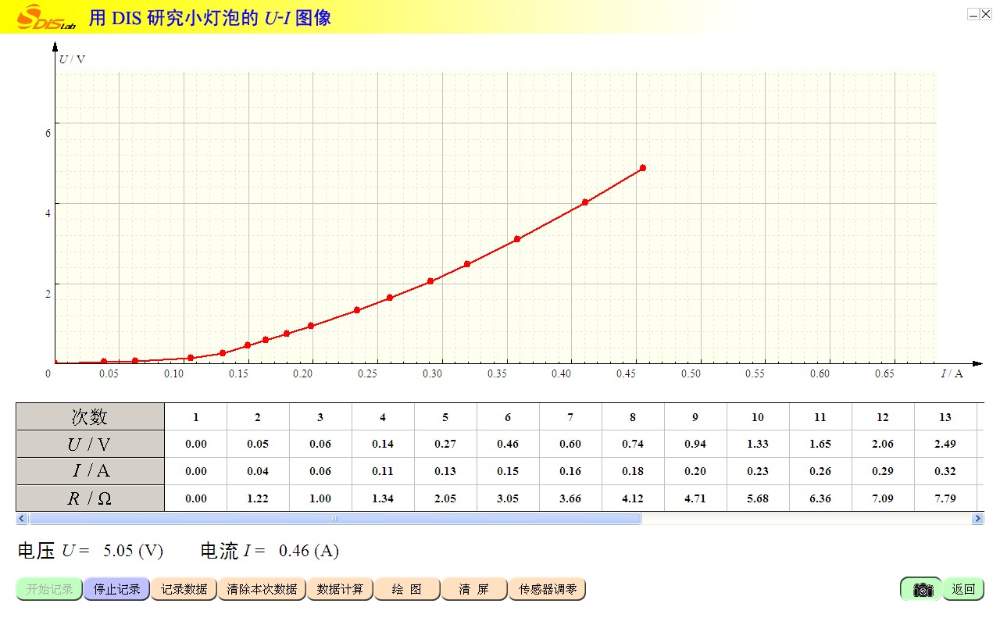 DISLab 用 DIS 研究小灯泡的 U-I 图像
U / V
6
4
2
0 0.05 0.10 0.15 0.20 0.25 0.30 0.35 0.40 0.45 0.50 0.55 0.60 0.65 I / A
次数 1 2 3 4 5 6 7 8 9 10 11 12 13
U / V 0.00 0.05 0.06 0.14 0.27 0.46 0.60 0.74 0.94 1.33 1.65 2.06 2.49
I / A 0.00 0.04 0.06 0.11 0.13 0.15 0.16 0.18 0.20 0.23 0.26 0.29 0.32
R / Ω 0.00 1.22 1.00 1.34 2.05 3.05 3.66 4.12 4.71 5.68 6.36 7.09 7.79
电压 U = 5.05 (V) 电流 I = 0.46 (A)
开始记录 停止记录 记录数据 清除本次数据 数据计算 绘 图 清 屏 传感器调零 返回